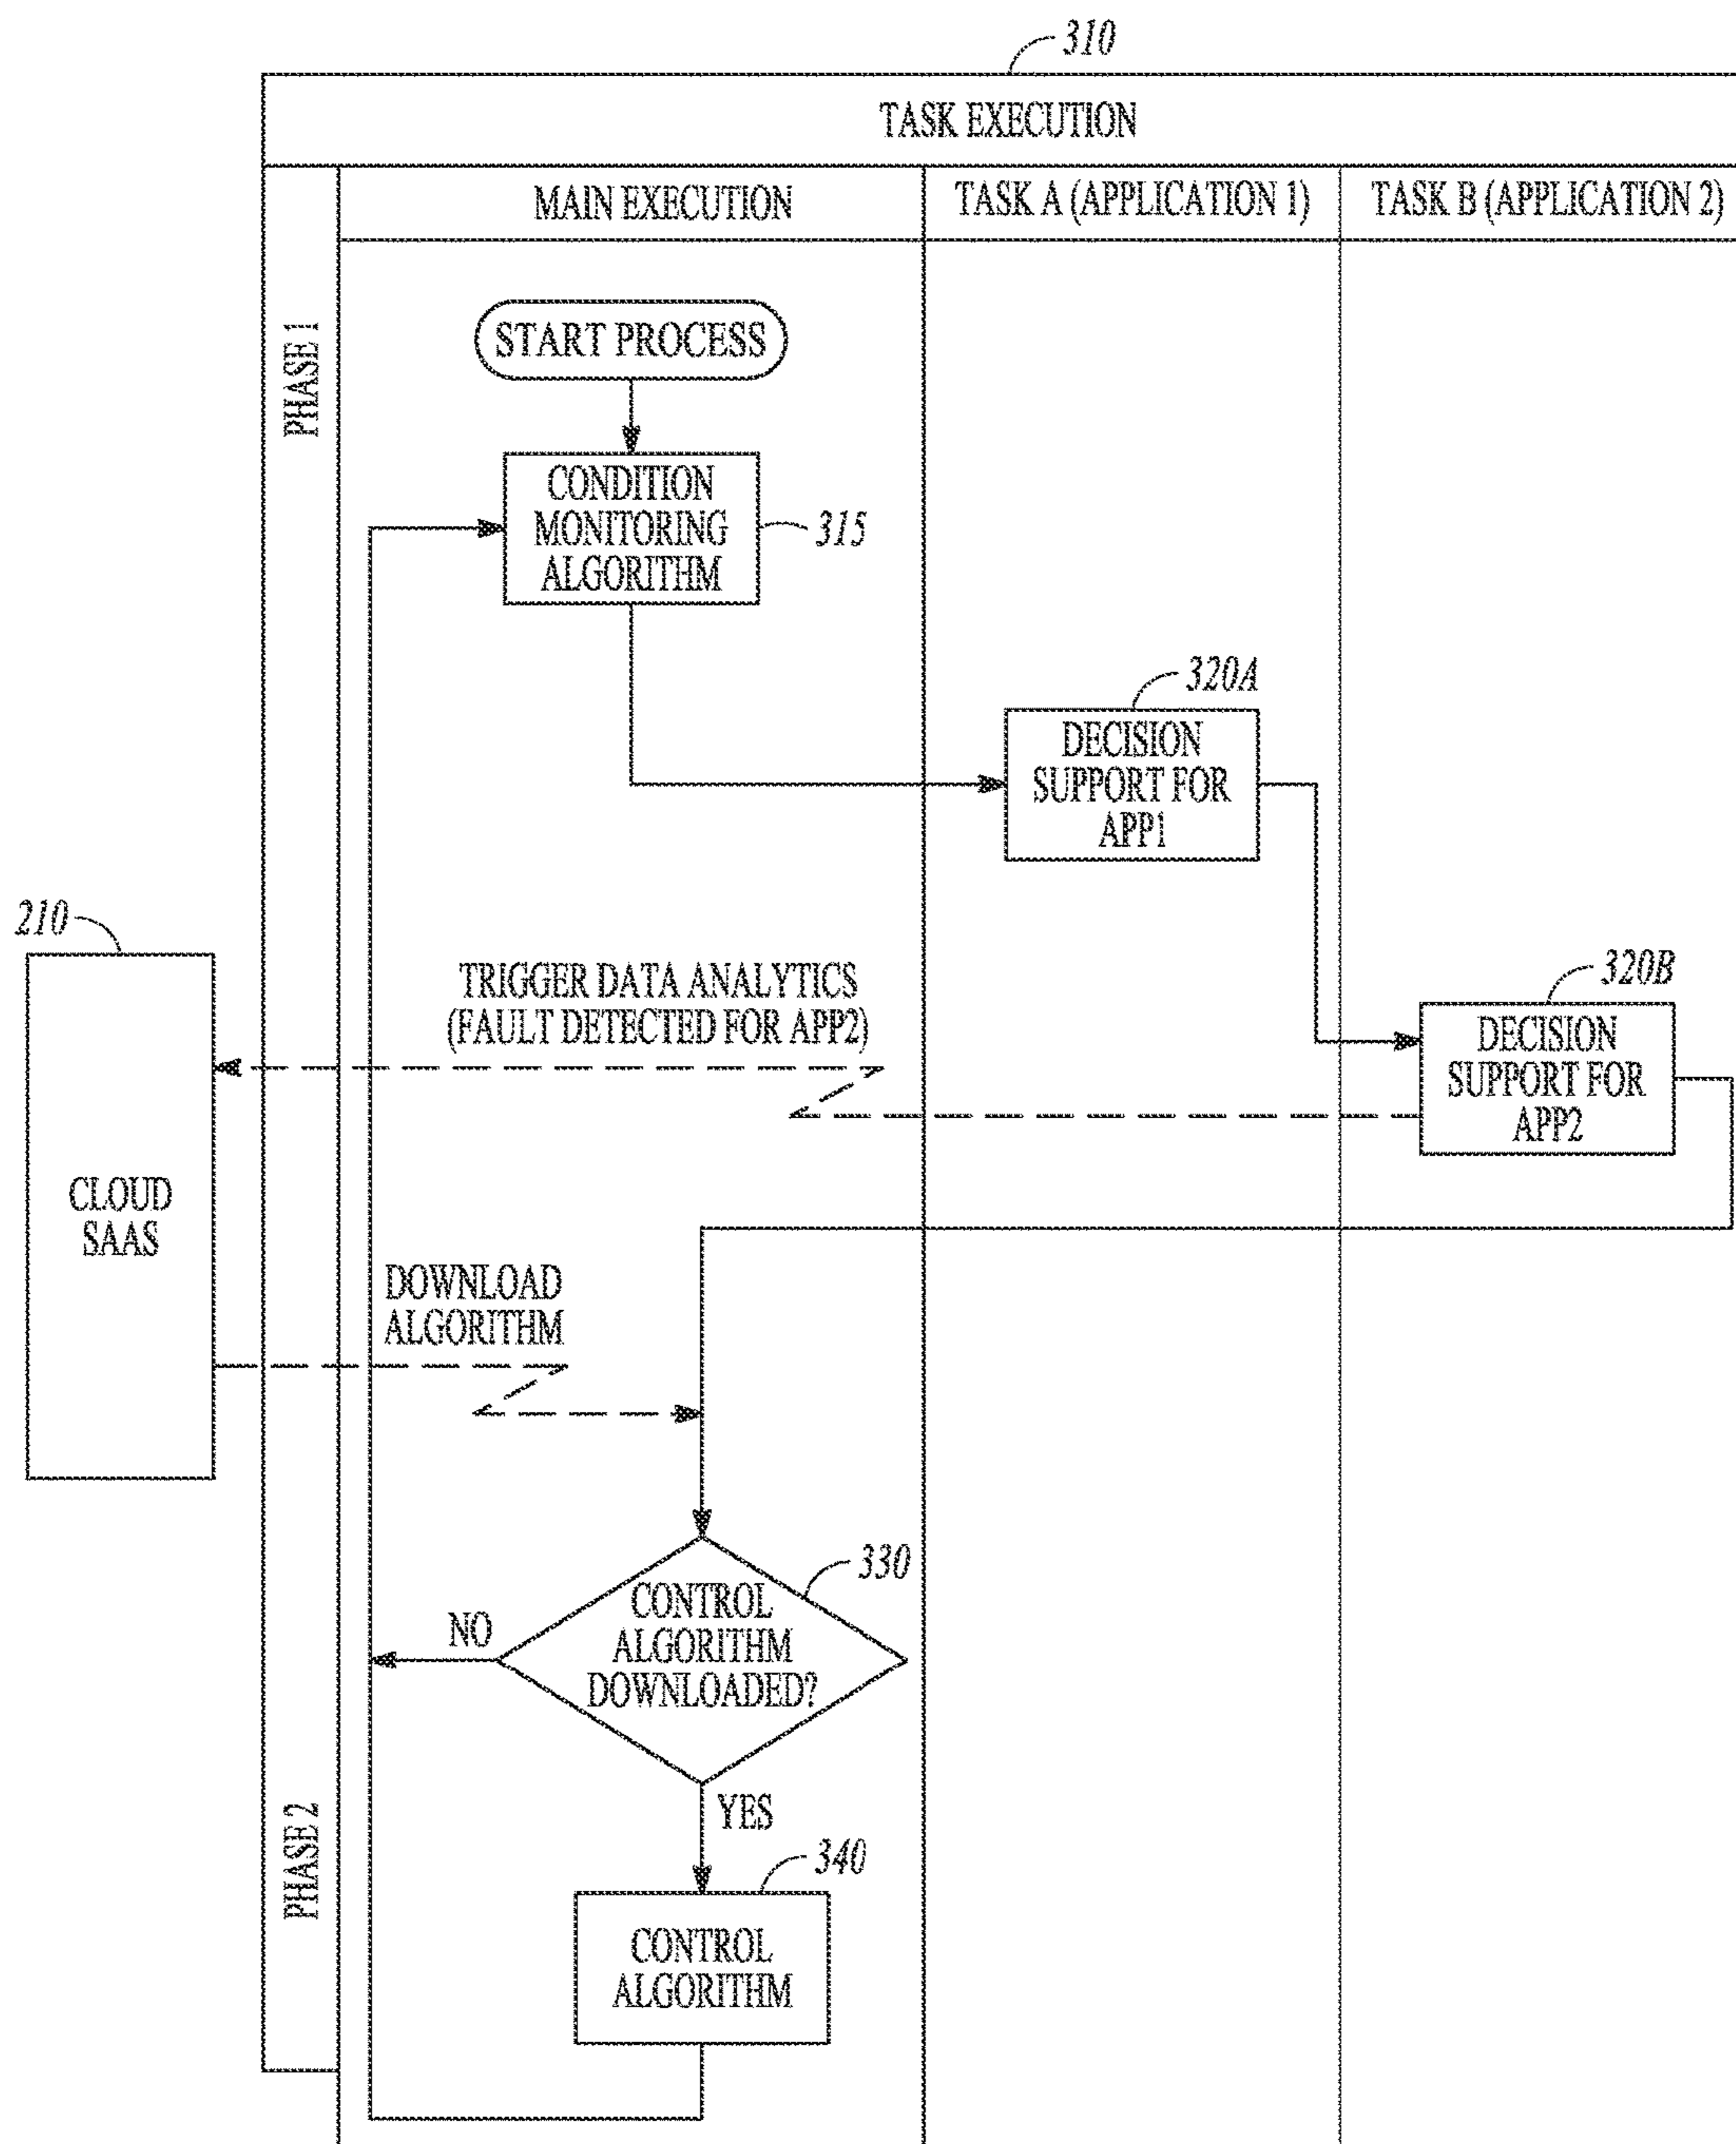 310
TASK EXECUTION
MAIN EXECUTION
TASK A (APPLICATION 1)
TASK B (APPLICATION 2)
PHASE 1
START PROCESS
CONDITION
MONITORING
ALGORITHM
315
320A
DECISION
SUPPORT FOR
APP1
210
CLOUD
SAAS
TRIGGER DATA ANALYTICS
(FAULT DETECTED FOR APP2)
320B
DECISION
SUPPORT FOR
APP2
DOWNLOAD
ALGORITHM
330
CONTROL
ALGORITHM
DOWNLOADED?
NO
YES
PHASE 2
340
CONTROL
ALGORITHM